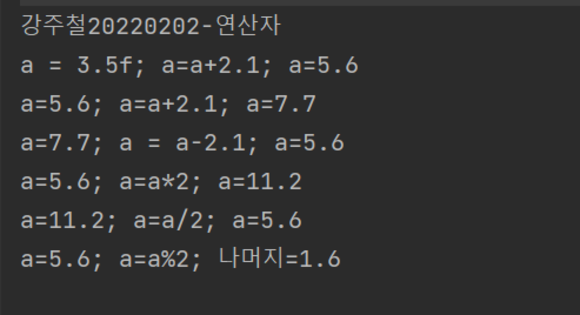 강주철20220202-연산자
a = 3.5f; a=a+2.1; a=5.6
a=5.6; a=a+2.1; a=7.7
a=7.7; a = a-2.1; a=5.6
a=5.6; a=a*2; a=11.2
a=11.2; a=a/2; a=5.6
a=5.6; a=a%2; 나머지=1.6